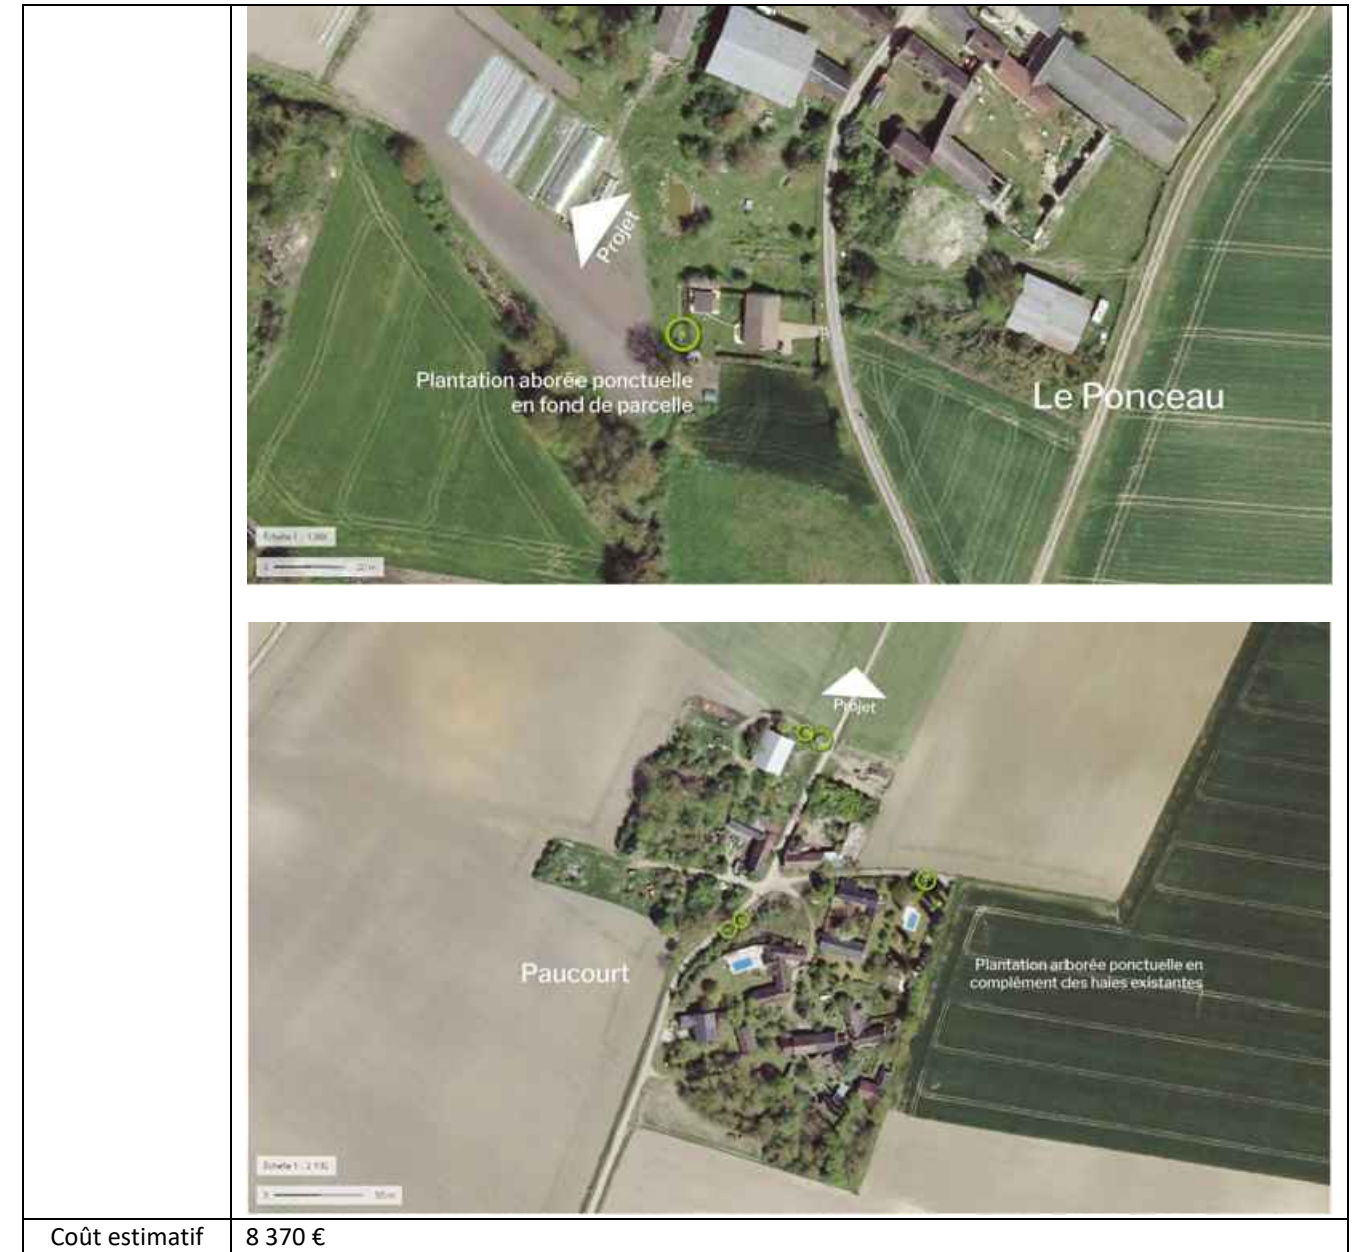 Projet
Plantation aborée ponctuelle
en fond de parcelle
Le Ponceau
Projet
Paucourt
Plantation arborée ponctuelle en
complément des haies existantes
Coût estimatif
8 370 €